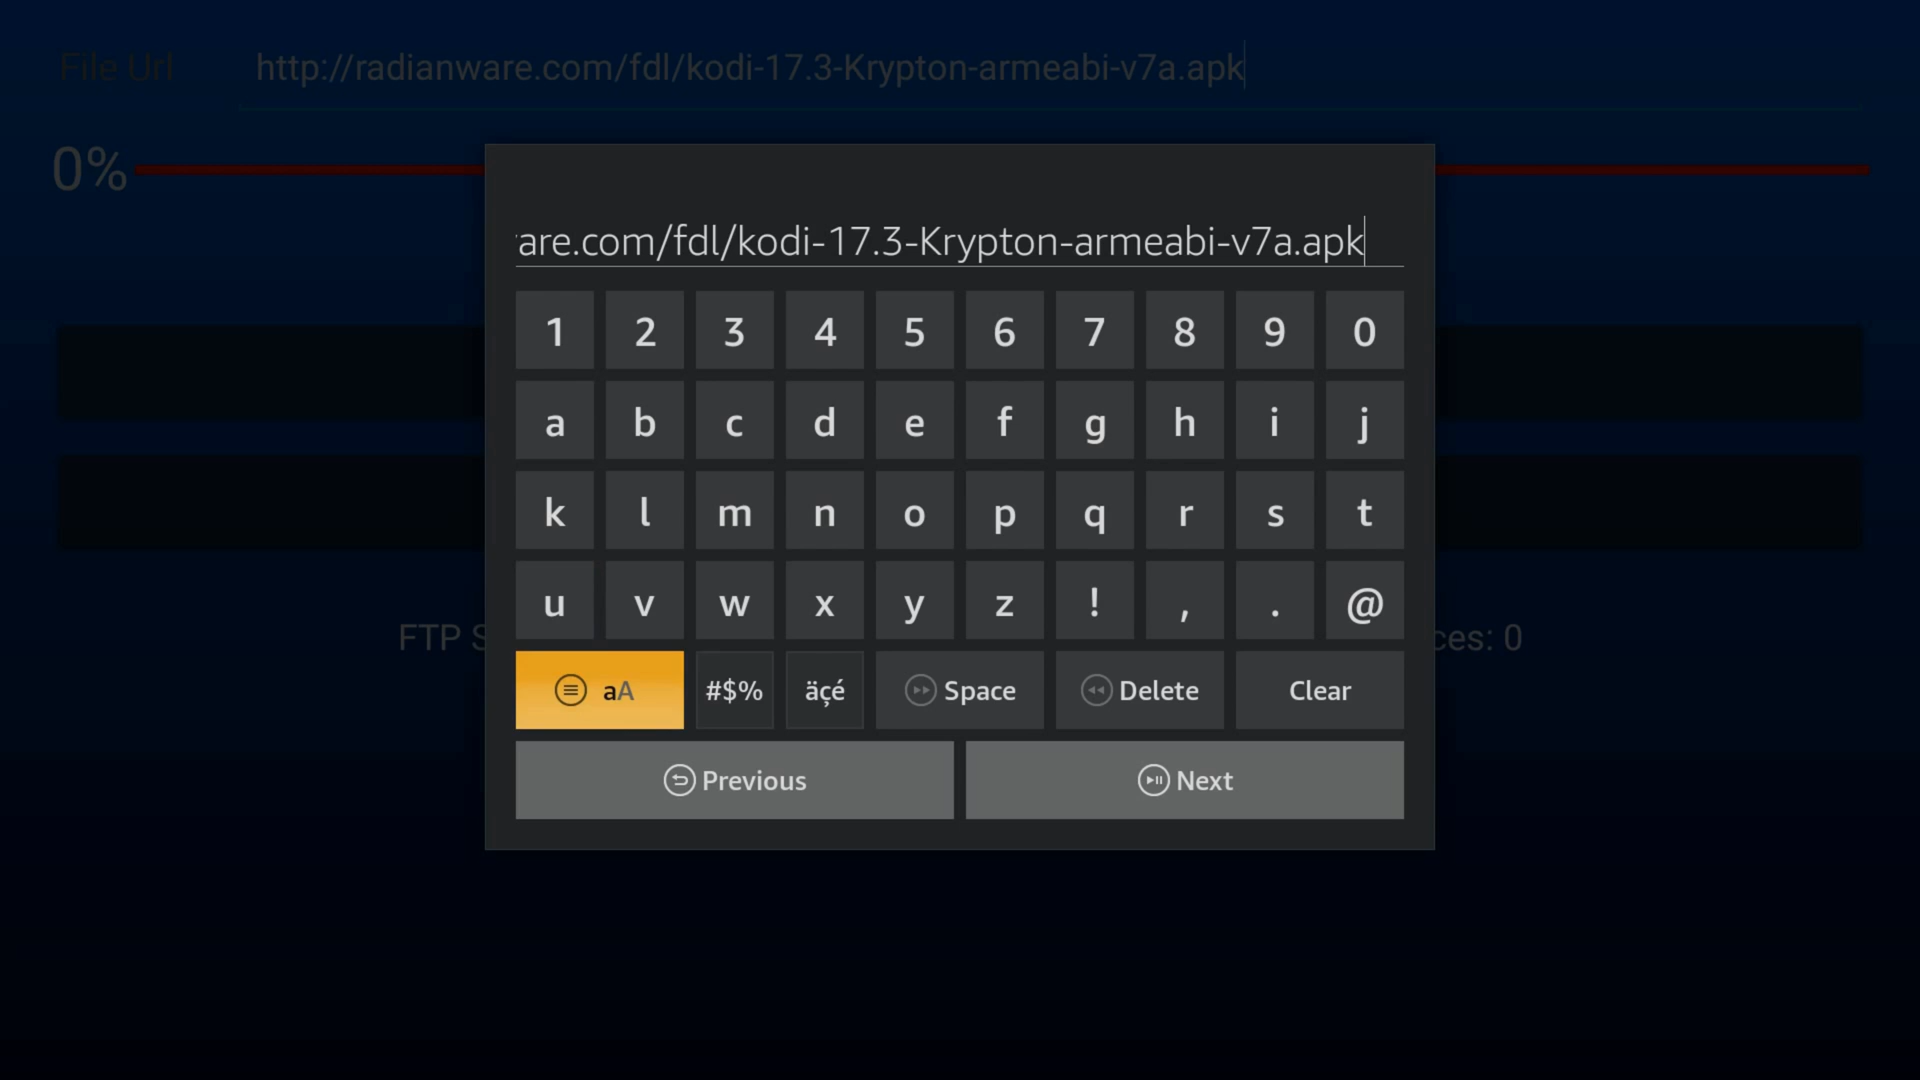 File Url http://radianware.com/fdl/kodi-17.3-Krypton-armeabi-v7a.apk
0%
are.com/fdl/kodi-17.3-Krypton-armeabi-v7a.apk
1 2 3 4 5 6 7 8 9 0
a b c d e f g h i j
k l m n o p q r s t
u v w x y z ! , . @
FTP S ces: 0
aA #$% äçé Space Delete Clear
Previous Next